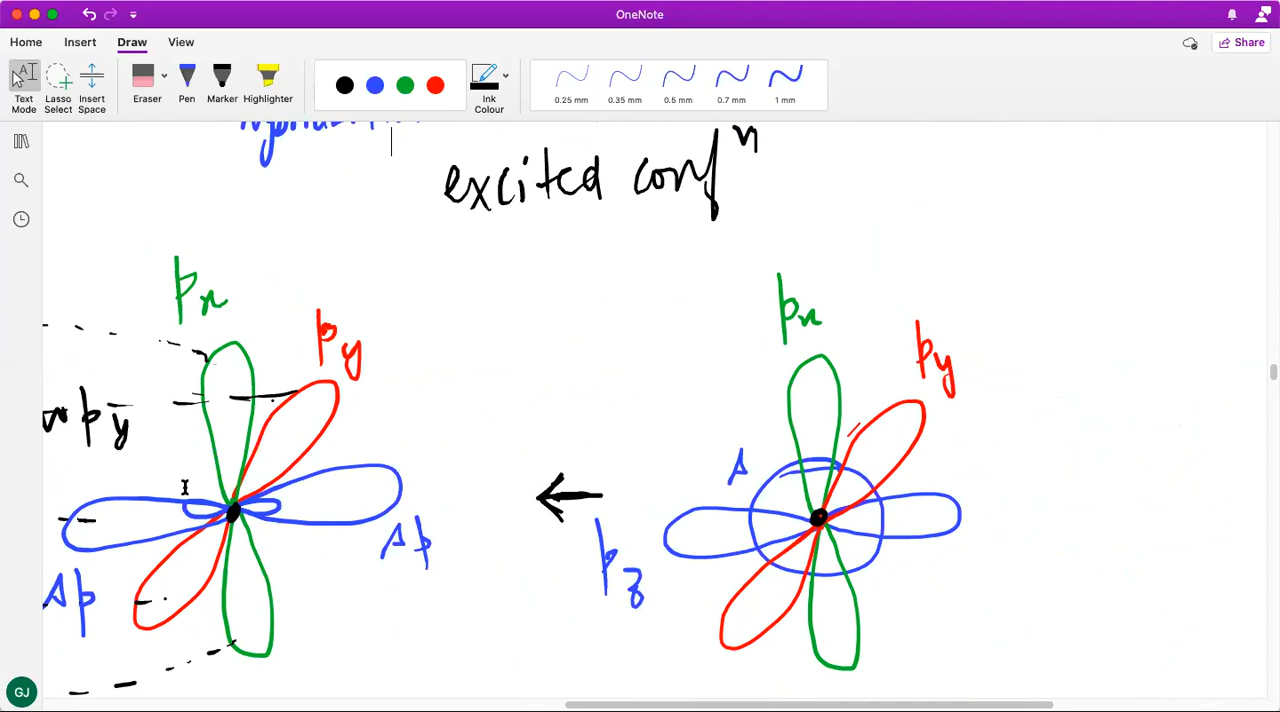 OneNote
Home Insert Draw View
Share
Text Mode
Lasso Select
Insert Space
Eraser
Pen
Marker
Highlighter
Ink Colour
0.25 mm
0.35 mm
0.5 mm
0.7 mm
1 mm
excited confⁿ
px
py
px
py
py
s
sp
pz
sp
GJ